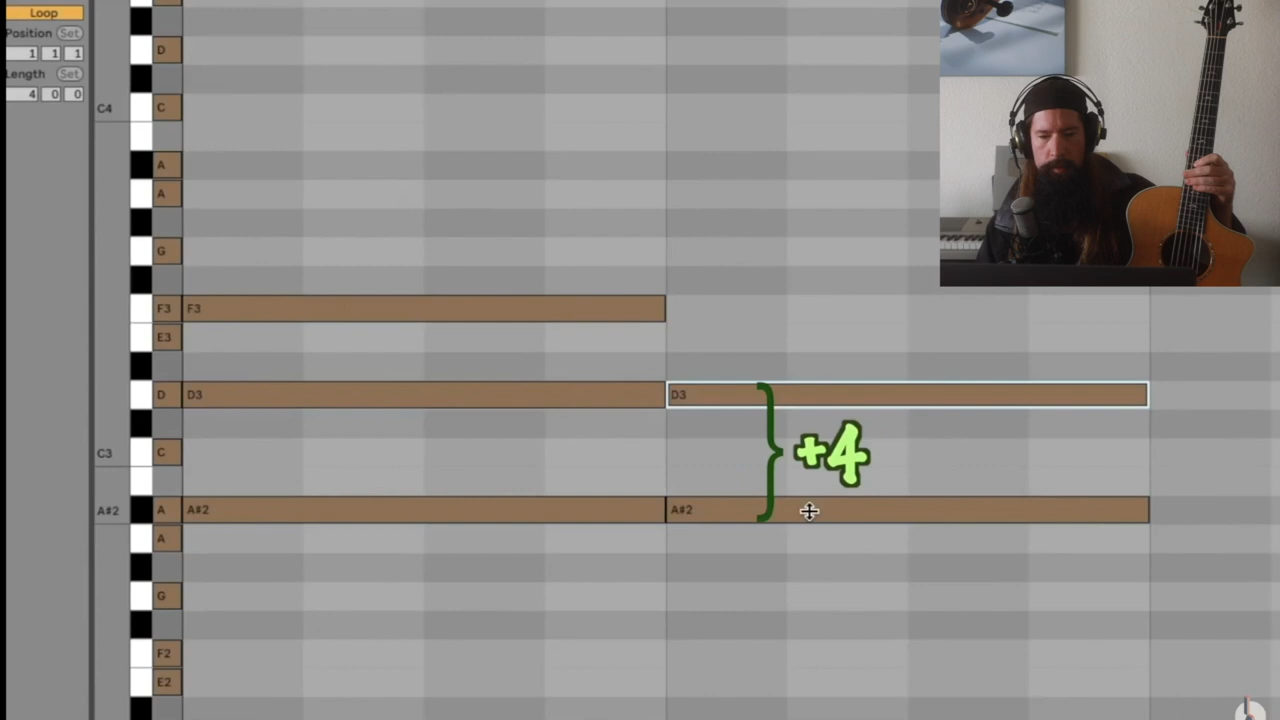 Loop
Position Set
1 1 1
Length Set
4 0 0
D
C4 C
A
A
G
F3 F3
E3
D D3 D3
+4
C3 C
A#2 A A#2 A#2
A
G
F2
E2